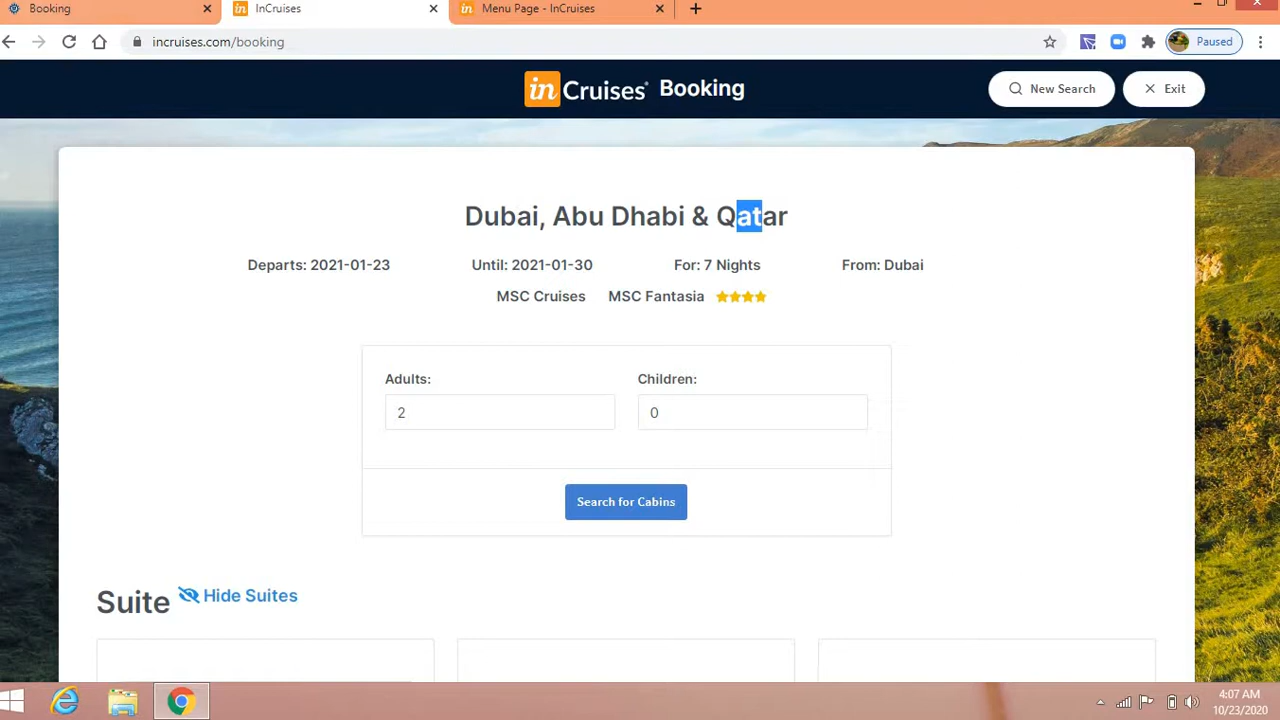 Booking
InCruises
Menu Page - InCruises
incruises.com/booking
Paused
inCruises® Booking
New Search
Exit
Dubai, Abu Dhabi & Qatar
Departs: 2021-01-23 Until: 2021-01-30 For: 7 Nights From: Dubai
MSC Cruises MSC Fantasia
Adults: Children:
2 0
Search for Cabins
Suite Hide Suites
4:07 AM
10/23/2020